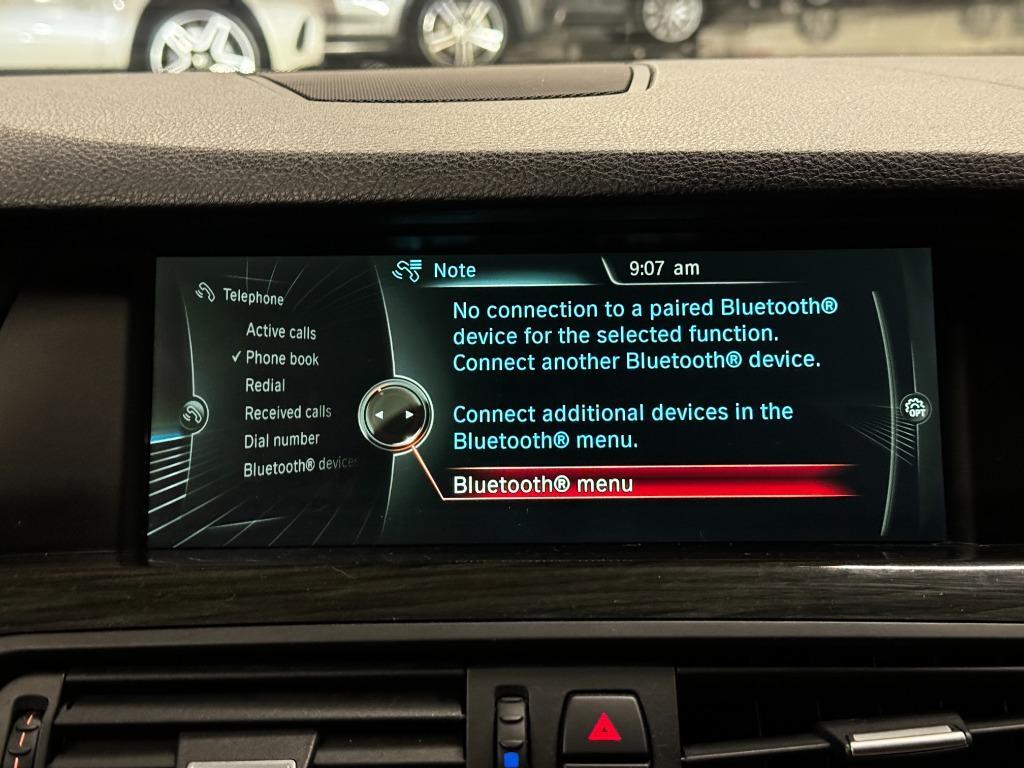 Telephone
Active calls
✓ Phone book
Redial
Received calls
Dial number
Bluetooth® devices
Note
9:07 am
No connection to a paired Bluetooth®
device for the selected function.
Connect another Bluetooth® device.
Connect additional devices in the
Bluetooth® menu.
Bluetooth® menu
OPT